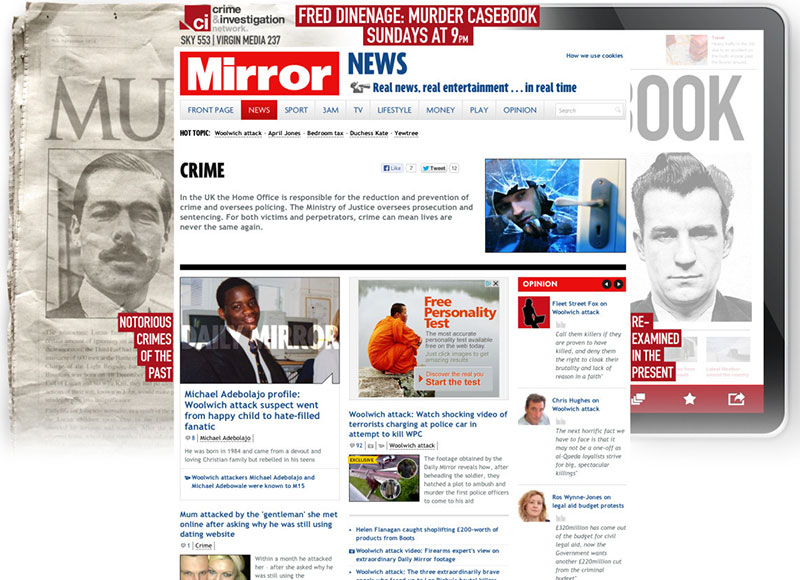 ci crime
&investigation
network.
SKY 553 | VIRGIN MEDIA 237
FRED DINENAGE: MURDER CASEBOOK
SUNDAYS AT 9PM
MU
OOK
Mirror
NEWS
How we use cookies
Real news, real entertainment . . . in real time
FRONT PAGE NEWS SPORT 3AM TV LIFESTYLE MONEY PLAY OPINION Search
HOT TOPIC: Woolwich attack · April Jones · Bedroom tax · Duchess Kate · Yewtree
CRIME
Like 7 Tweet 12
In the UK the Home Office is responsible for the reduction and prevention of
crime and oversees policing. The Ministry of Justice oversees prosecution and
sentencing. For both victims and perpetrators, crime can mean lives are
never the same again.
NOTORIOUS
CRIMES
OF THE
PAST
RE-
EXAMINED
IN THE
PRESENT
DAILY MIRROR
Michael Adebolajo profile:
Woolwich attack suspect went
from happy child to hate-filled
fanatic
8 Michael Adebolajo
He was born in 1984 and came from a devout and
loving Christian family but rebelled in his teens
Woolwich attackers Michael Adebolajo and
Michael Adebowale were known to M15
Mum attacked by the 'gentleman' she met
online after asking why he was still using
dating website
1 Crime
Within a month he attacked
her - after she asked why he
was still using the
Free
Personality
Test
The most accurate
personality test available
free on the web today.
Just click images to get
amazing results
Discover the real you
Start the test
Woolwich attack: Watch shocking video of
terrorists charging at police car in
attempt to kill WPC
92 Woolwich attack
EXCLUSIVE
The footage obtained by the
Daily Mirror reveals how, after
beheading the soldier, they
hatched a plot to ambush and
murder the first police officers
to come to his aid
Helen Flanagan caught shoplifting £200-worth of
products from Boots
Woolwich attack video: Firearms expert's view on
extraordinary Daily Mirror footage
Woolwich attack: The three extraordinarily brave
OPINION
Fleet Street Fox on
Woolwich attack
Call them killers if they
are proven to have
killed, and deny them
the right to cloak their
brutality and lack of
reason in a faith"
Chris Hughes on
Woolwich attack
The next horrific fact we
have to face is that it
may not be a one-off as
al-Qaeda loyalists strive
for big, spectacular
killings"
Ros Wynne-Jones on
legal aid budget protests
£320million has come out
of the budget for civil
legal aid, now the
Government wants
another £220million cut
from the criminal
budget"